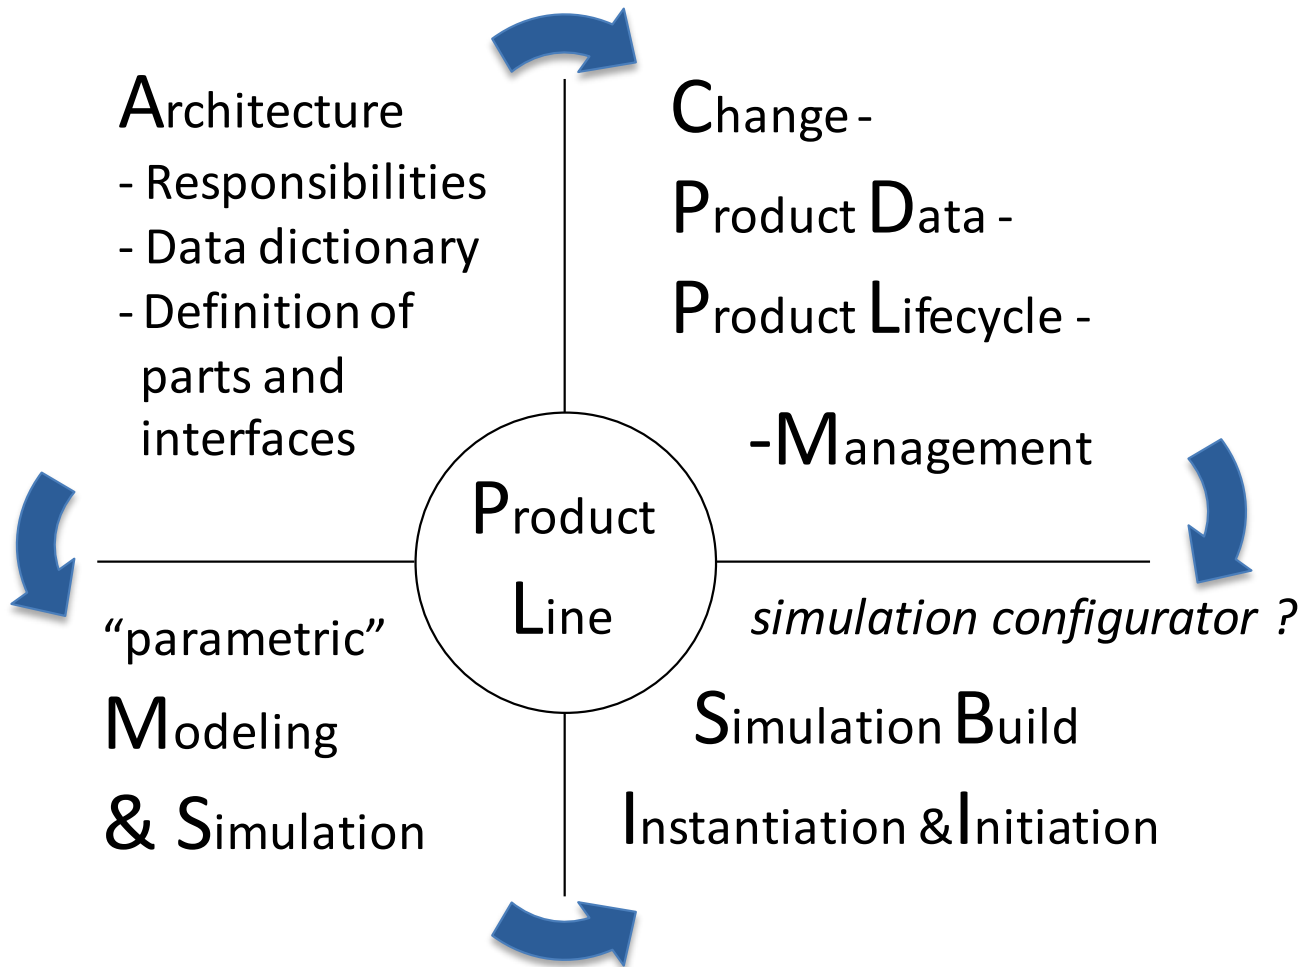 Architecture
- Responsibilities
- Data dictionary
- Definition of
parts and
interfaces
Change -
Product Data -
Product Lifecycle -
-Management
Product
Line
"parametric"
Modeling
& Simulation
simulation configurator ?
Simulation Build
Instantiation & Initiation